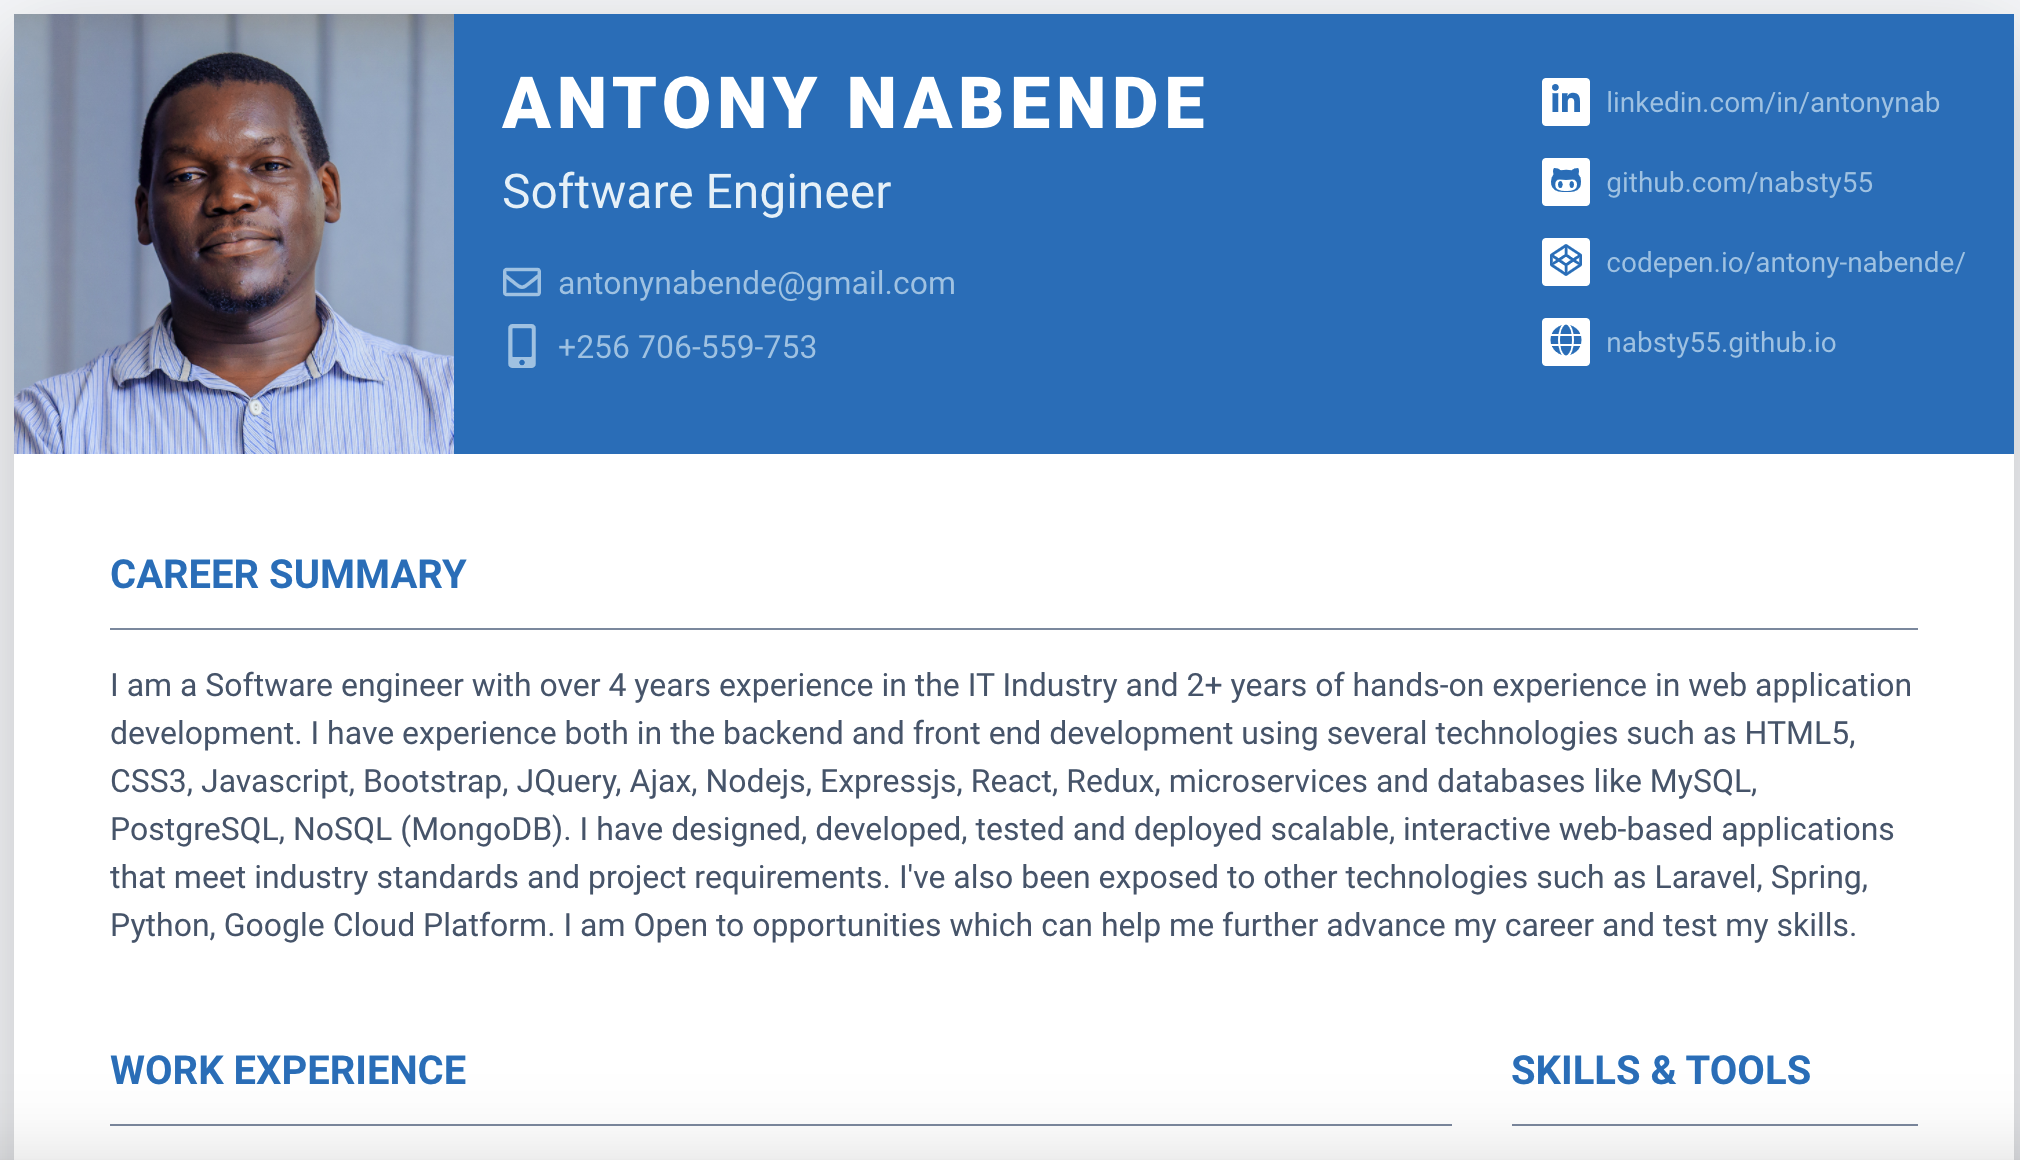 ANTONY NABENDE
Software Engineer
antonynabende@gmail.com
+256 706-559-753
linkedin.com/in/antonynab
github.com/nabsty55
codepen.io/antony-nabende/
nabsty55.github.io
CAREER SUMMARY
I am a Software engineer with over 4 years experience in the IT Industry and 2+ years of hands-on experience in web application
development. I have experience both in the backend and front end development using several technologies such as HTML5,
CSS3, Javascript, Bootstrap, JQuery, Ajax, Nodejs, Expressjs, React, Redux, microservices and databases like MySQL,
PostgreSQL, NoSQL (MongoDB). I have designed, developed, tested and deployed scalable, interactive web-based applications
that meet industry standards and project requirements. I've also been exposed to other technologies such as Laravel, Spring,
Python, Google Cloud Platform. I am Open to opportunities which can help me further advance my career and test my skills.
WORK EXPERIENCE
SKILLS & TOOLS